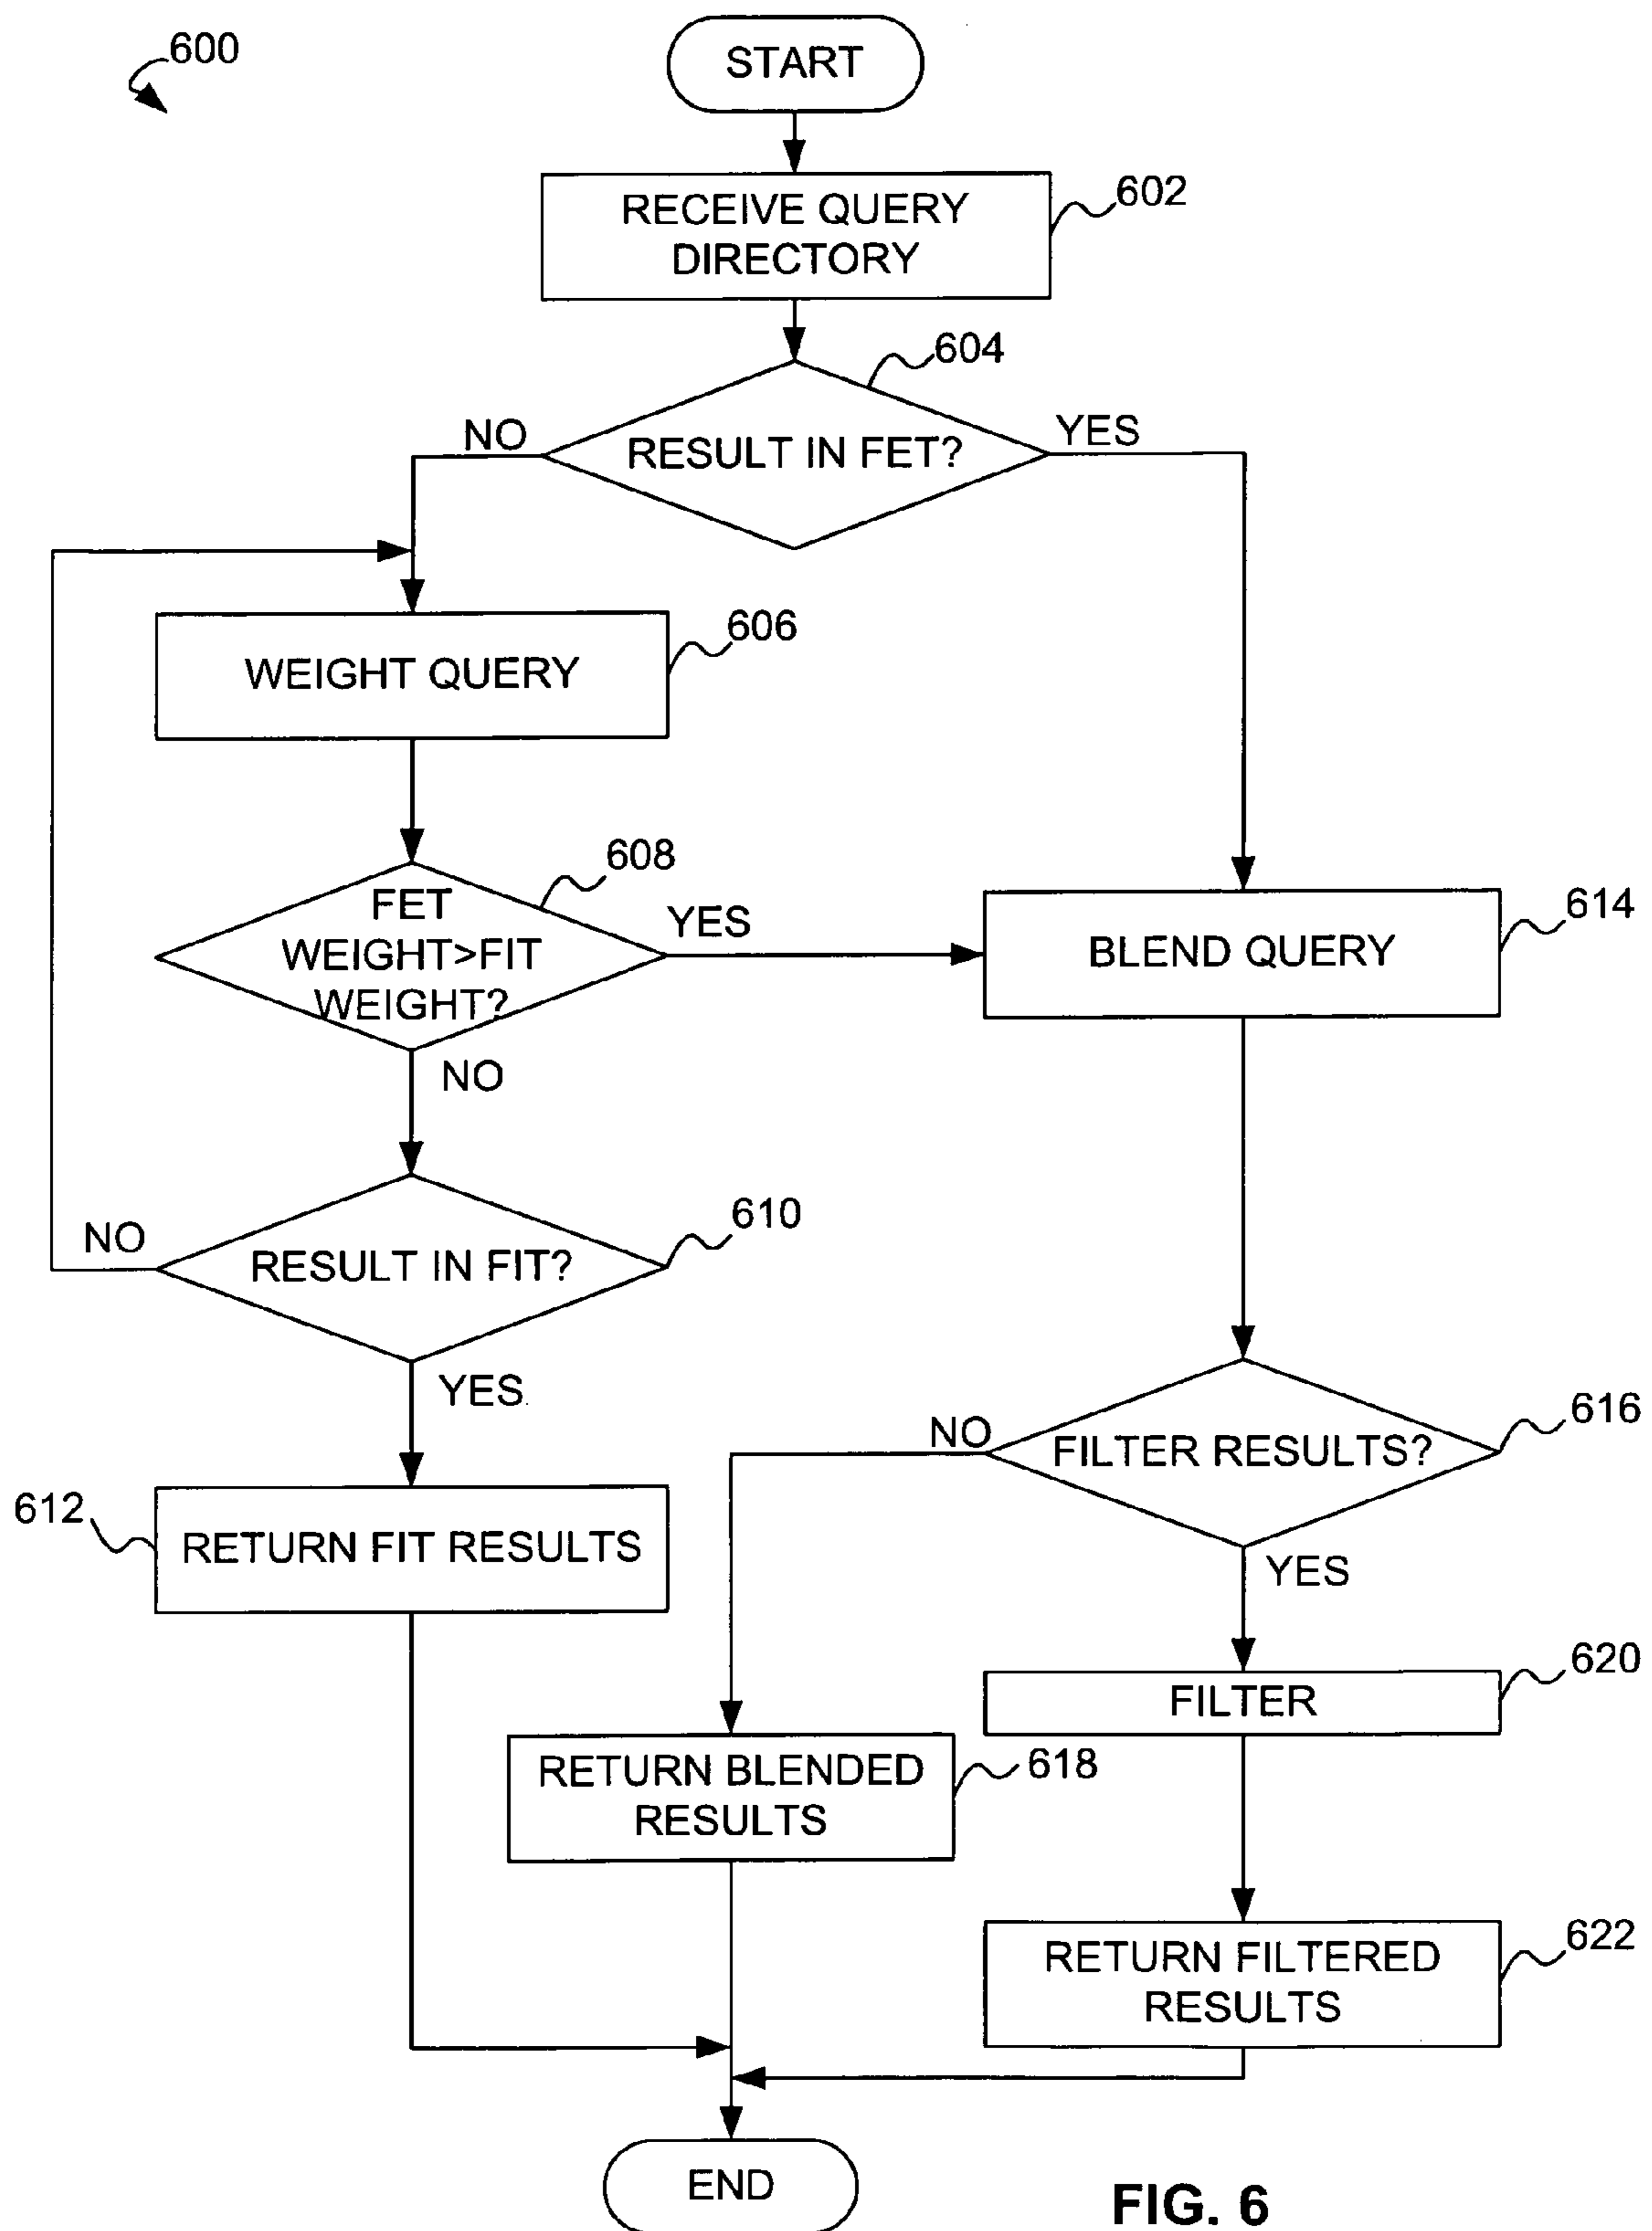 600
START
RECEIVE QUERY
DIRECTORY
602
604
RESULT IN FET?
NO
YES
WEIGHT QUERY
606
608
FET
WEIGHT>FIT
WEIGHT?
YES
NO
BLEND QUERY
614
RESULT IN FIT?
610
NO
YES
FILTER RESULTS?
616
NO
YES
612
RETURN FIT RESULTS
FILTER
620
RETURN BLENDED
RESULTS
618
RETURN FILTERED
RESULTS
622
END
FIG. 6